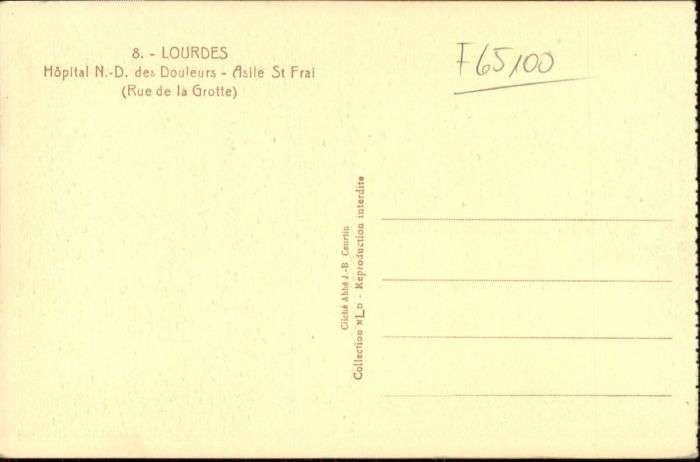 8. - LOURDES
Hôpital N.-D. des Douleurs - Asile St Frai
(Rue de la Grotte)
F65100
Cliché Abbé J.-B Courtin
Collection NLD - Reproduction interdite